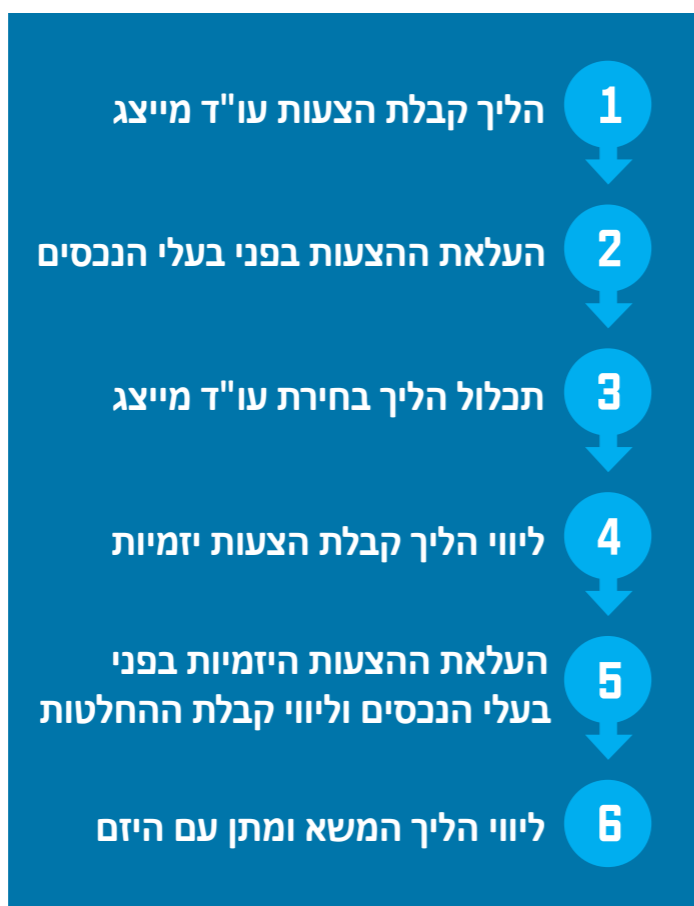 1 הליך קבלת הצעות עו"ד מייצג
2 העלאת ההצעות בפני בעלי הנכסים
3 תכלול הליך בחירת עו"ד מייצג
4 ליווי הליך קבלת הצעות יזמיות
5 העלאת ההצעות היזמיות בפני
בעלי הנכסים וליווי קבלת ההחלטות
6 ליווי הליך המשא ומתן עם היזם